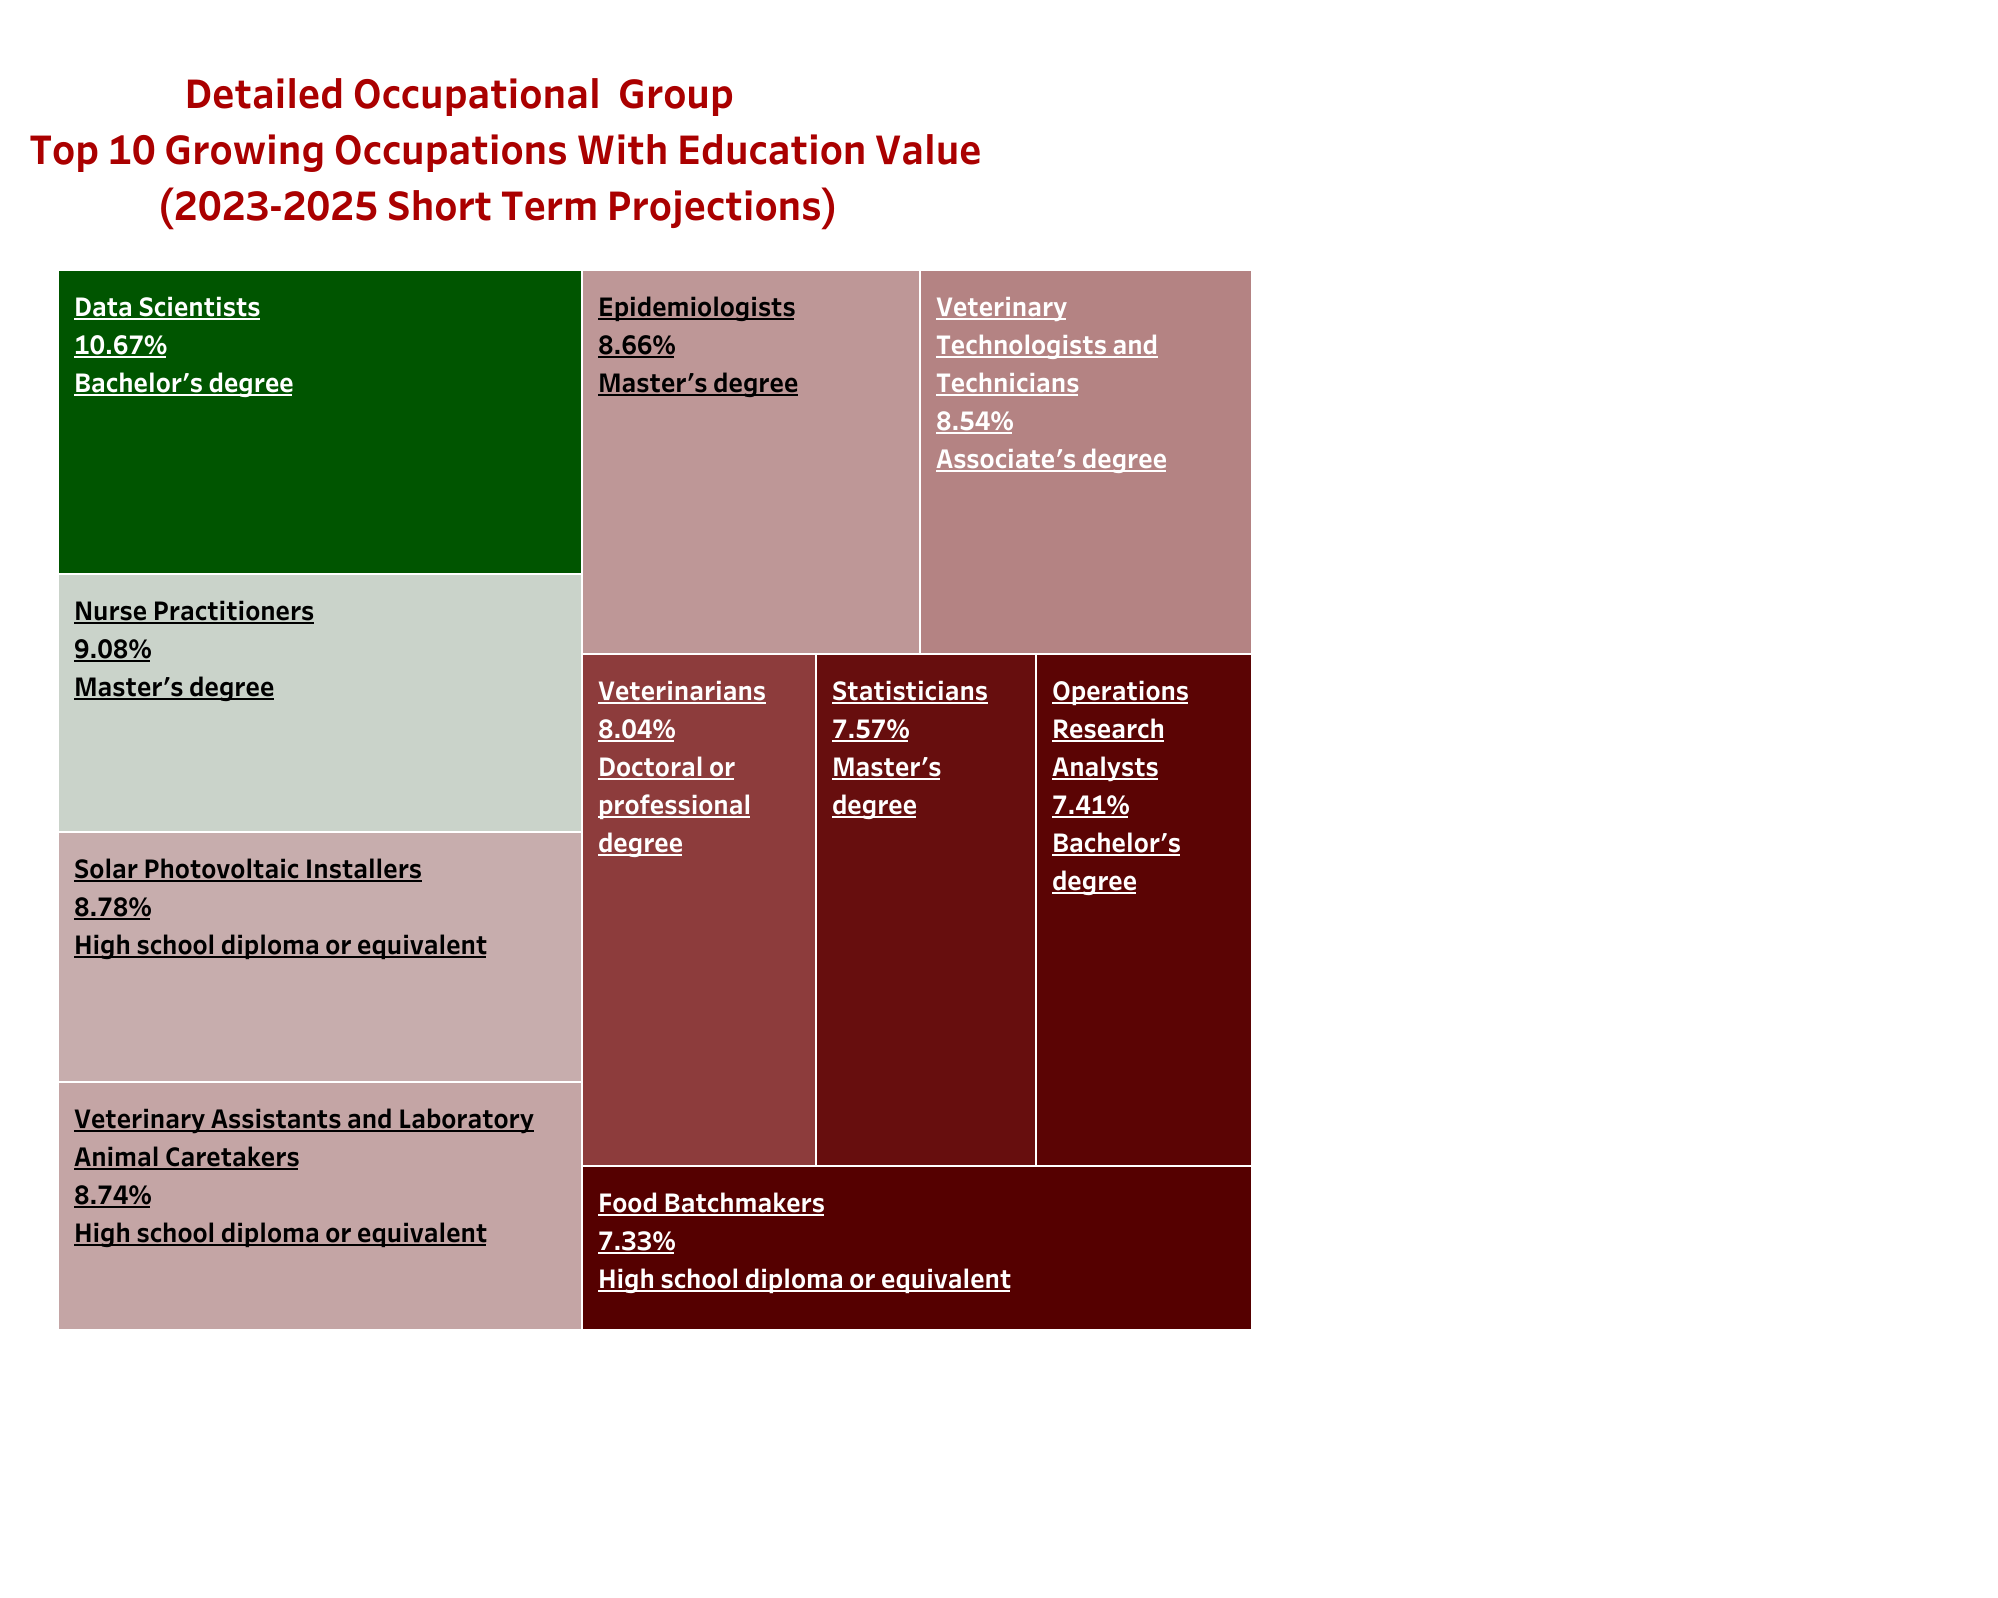 Detailed Occupational  Group
Top 10 Growing Occupations With Education Value
(2023-2025 Short Term Projections)
Data Scientists
10.67%
Bachelor’s degree
Nurse Practitioners
9.08%
Master’s degree
Solar Photovoltaic Installers
8.78%
High school diploma or equivalent
Veterinary Assistants and Laboratory
Animal Caretakers
8.74%
High school diploma or equivalent
Epidemiologists
8.66%
Master’s degree
Veterinary
Technologists and
Technicians
8.54%
Associate’s degree
Veterinarians
8.04%
Doctoral or
professional
degree
Statisticians
7.57%
Master’s
degree
Operations
Research
Analysts
7.41%
Bachelor’s
degree
Food Batchmakers
7.33%
High school diploma or equivalent